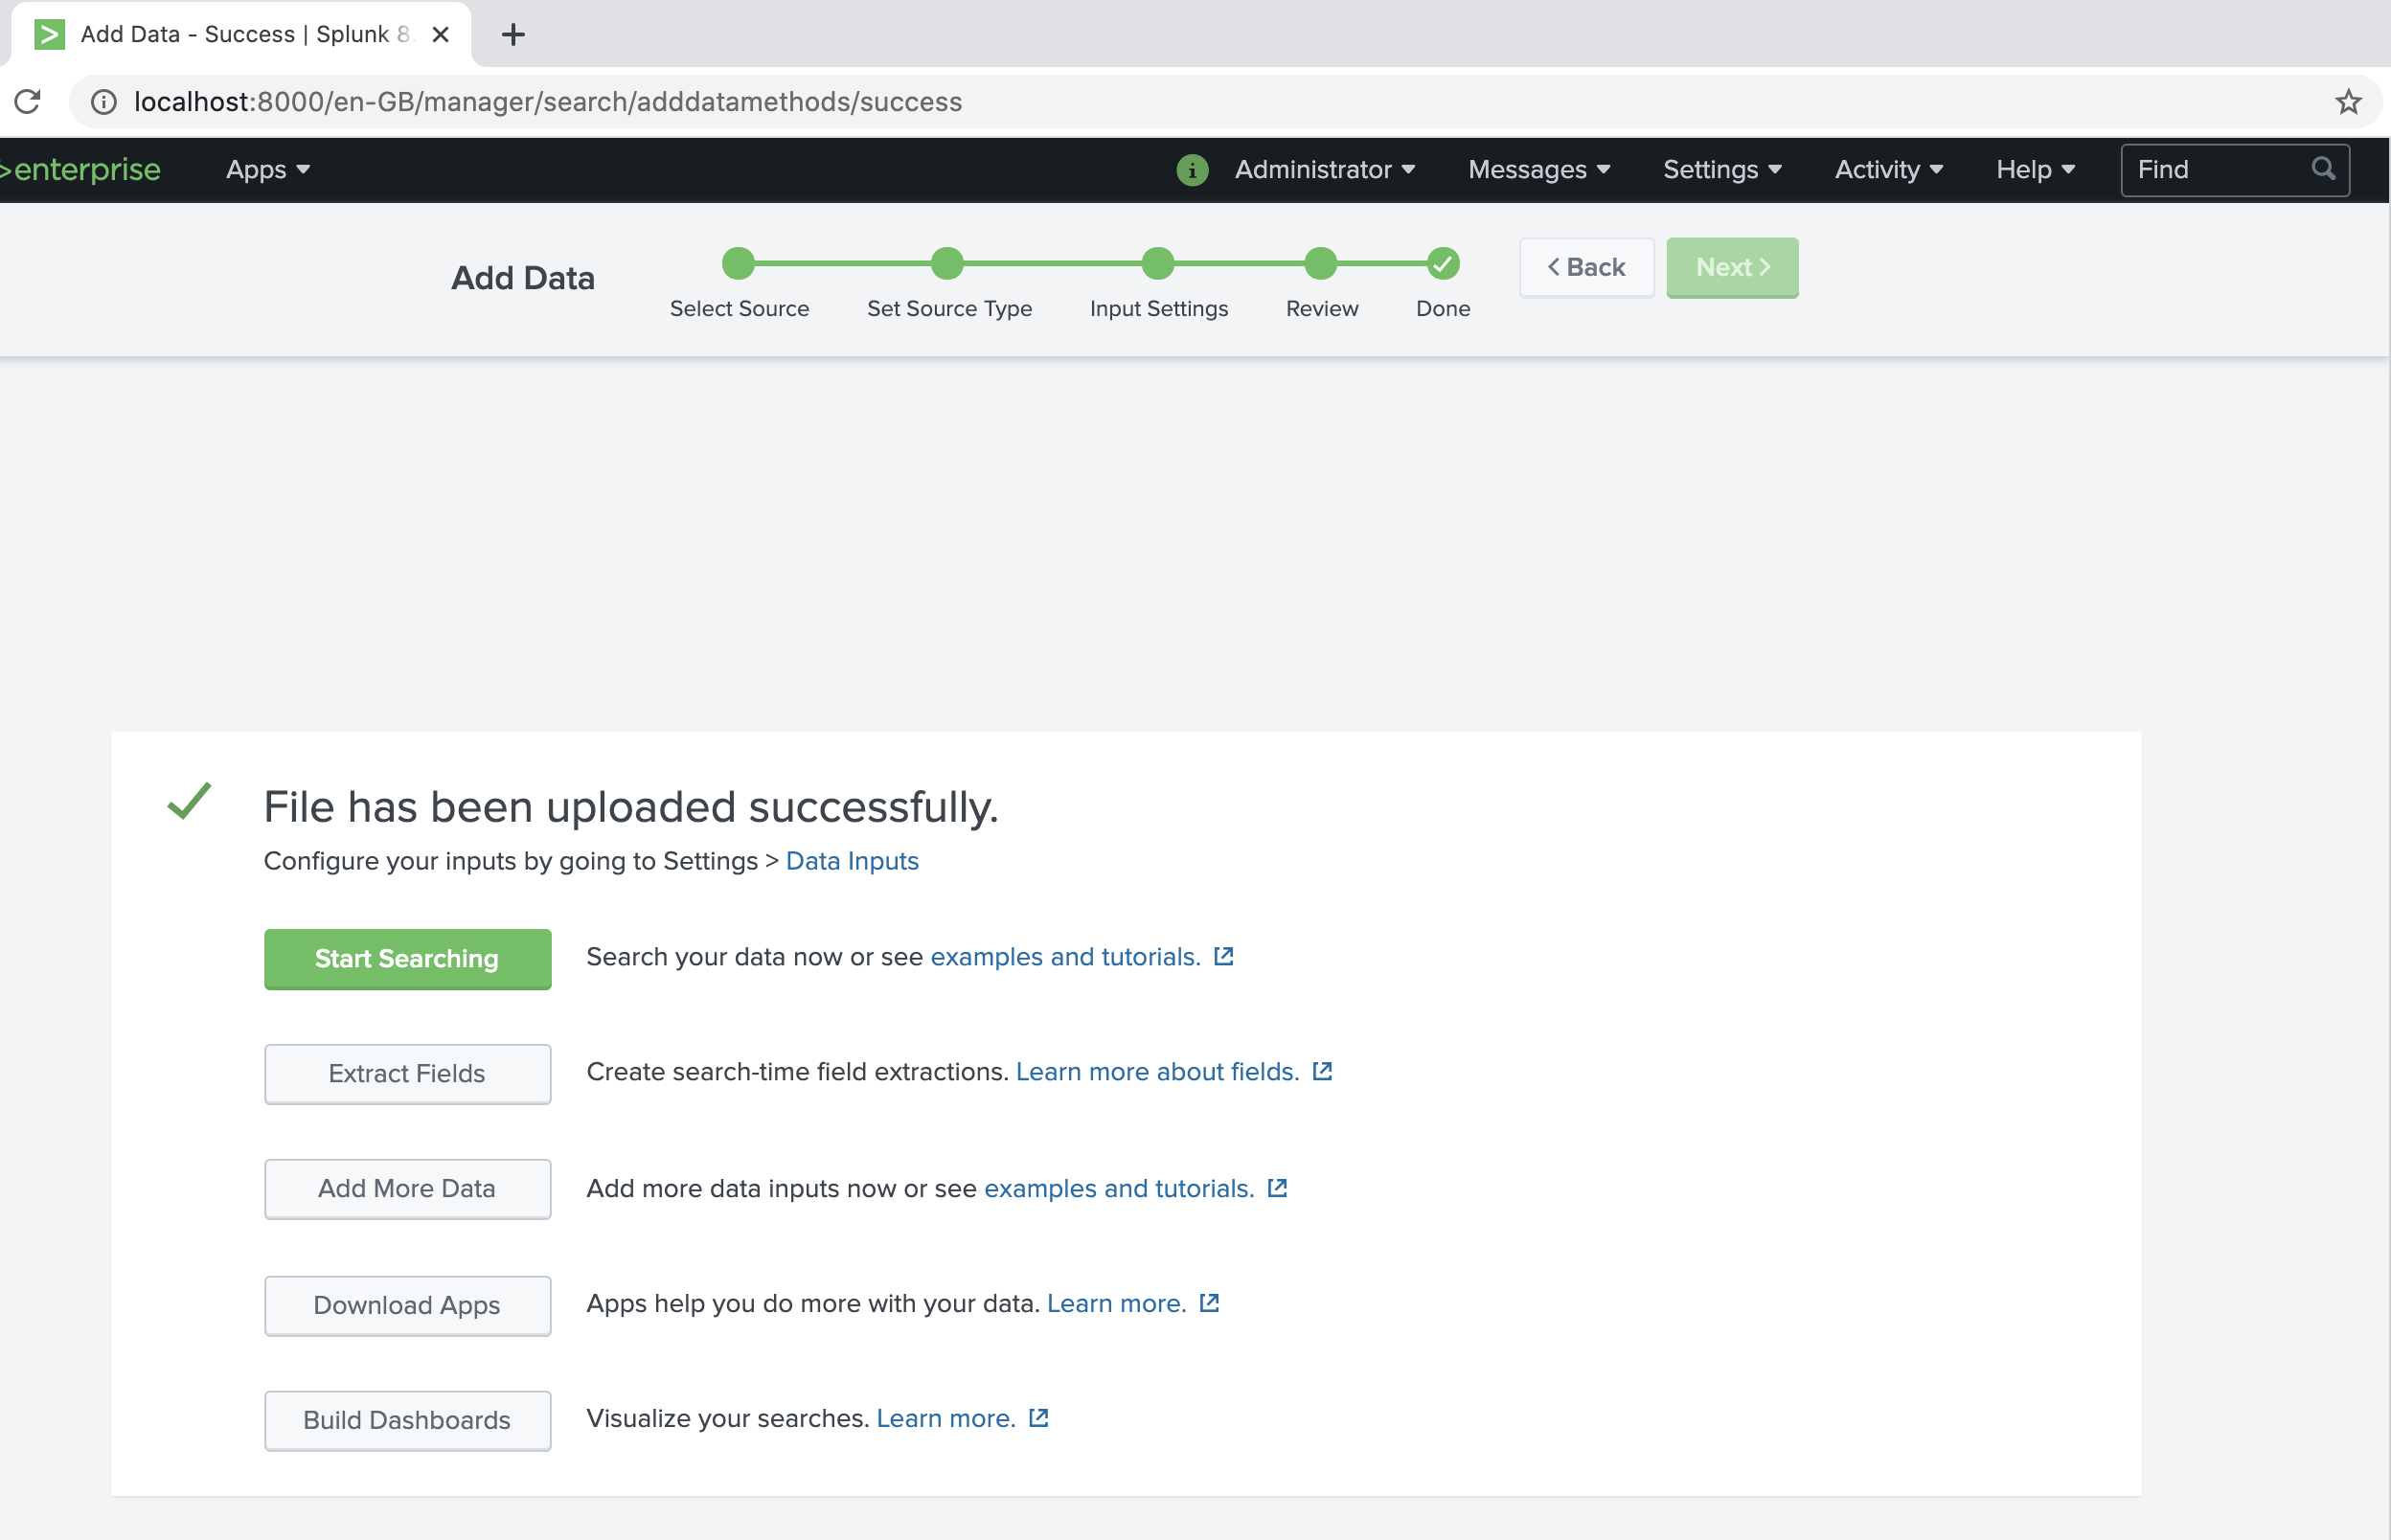 Add Data - Success | Splunk 8.
localhost:8000/en-GB/manager/search/adddatamethods/success
>enterprise Apps i Administrator Messages Settings Activity Help Find
Add Data
Select Source Set Source Type Input Settings Review Done
< Back Next >
File has been uploaded successfully.
Configure your inputs by going to Settings > Data Inputs
Start Searching Search your data now or see examples and tutorials.
Extract Fields Create search-time field extractions. Learn more about fields.
Add More Data Add more data inputs now or see examples and tutorials.
Download Apps Apps help you do more with your data. Learn more.
Build Dashboards Visualize your searches. Learn more.